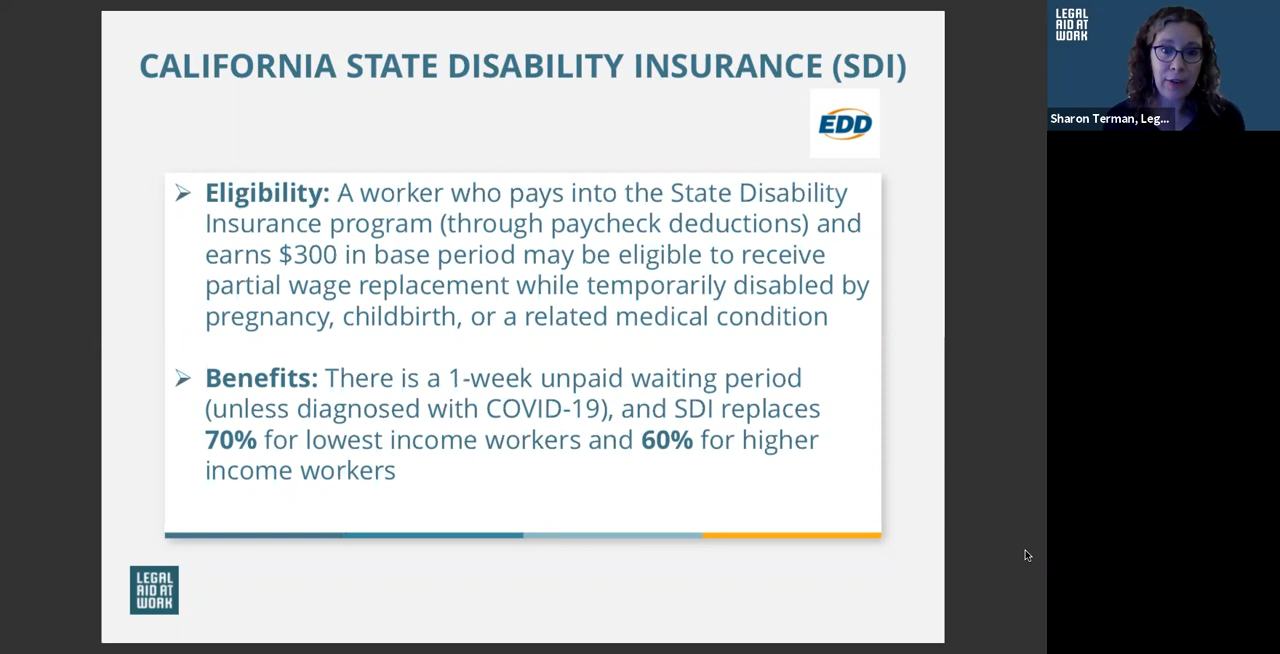 CALIFORNIA STATE DISABILITY INSURANCE (SDI)
EDD
Eligibility: A worker who pays into the State Disability
Insurance program (through paycheck deductions) and
earns $300 in base period may be eligible to receive
partial wage replacement while temporarily disabled by
pregnancy, childbirth, or a related medical condition
Benefits: There is a 1-week unpaid waiting period
(unless diagnosed with COVID-19), and SDI replaces
70% for lowest income workers and 60% for higher
income workers
LEGAL
AID AT
WORK
LEGAL
AID AT
WORK
Sharon Terman, Leg...